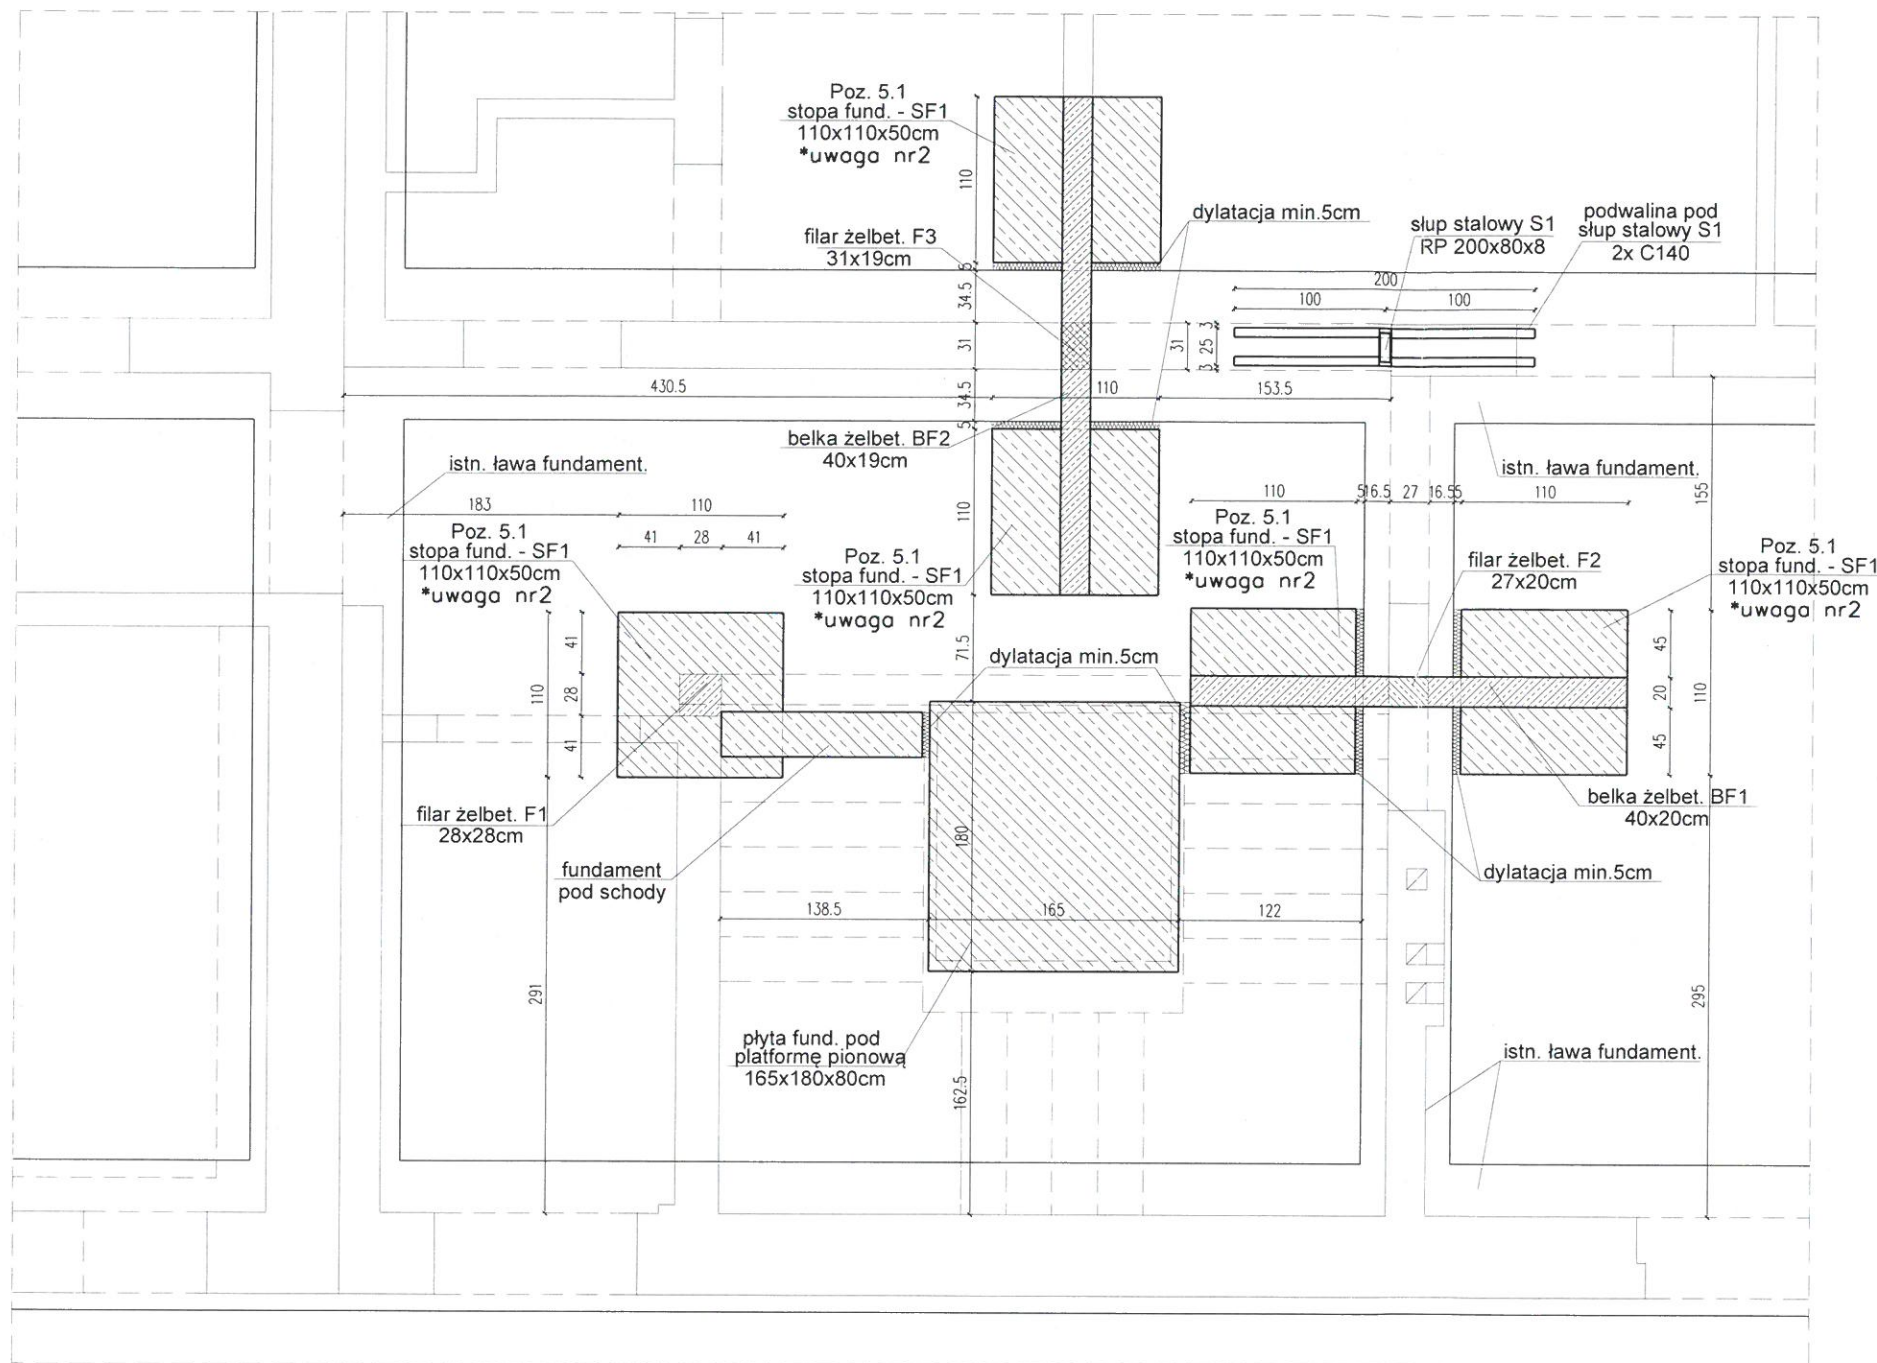 Poz. 5.1
stopa fund. - SF1
110x110x50cm
*uwaga nr2
110
dylatacja min.5cm
słup stalowy S1
RP 200x80x8
podwalina pod
słup stalowy S1
2x C140
filar żelbet. F3
31x19cm
5
34.5
31
34.5
5
200
100
100
31
3
25
3
430.5
110
153.5
belka żelbet. BF2
40x19cm
istn. ława fundament.
istn. ława fundament.
183
110
41
28
41
110
110
5
16.5
27
16.5
5
110
155
Poz. 5.1
stopa fund. - SF1
110x110x50cm
*uwaga nr2
Poz. 5.1
stopa fund. - SF1
110x110x50cm
*uwaga nr2
Poz. 5.1
stopa fund. - SF1
110x110x50cm
*uwaga nr2
filar żelbet. F2
27x20cm
Poz. 5.1
stopa fund. - SF1
110x110x50cm
*uwaga nr2
71.5
dylatacja min.5cm
110
41
28
41
45
20
45
110
filar żelbet. F1
28x28cm
belka żelbet. BF1
40x20cm
180
fundament
pod schody
dylatacja min.5cm
138.5
165
122
291
295
płyta fund. pod
platformę pionową
165x180x80cm
162.5
istn. ława fundament.